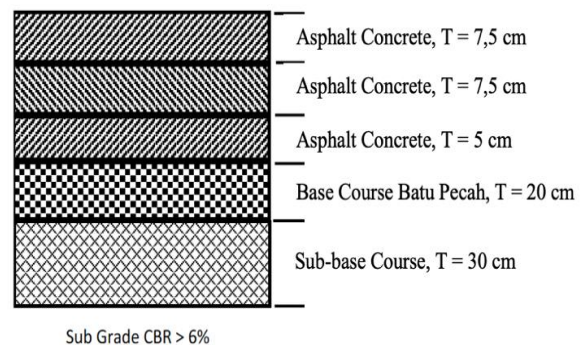 Asphalt Concrete, T = 7,5 cm
Asphalt Concrete, T = 7,5 cm
Asphalt Concrete, T = 5 cm
Base Course Batu Pecah, T = 20 cm
Sub-base Course, T = 30 cm
Sub Grade CBR > 6%